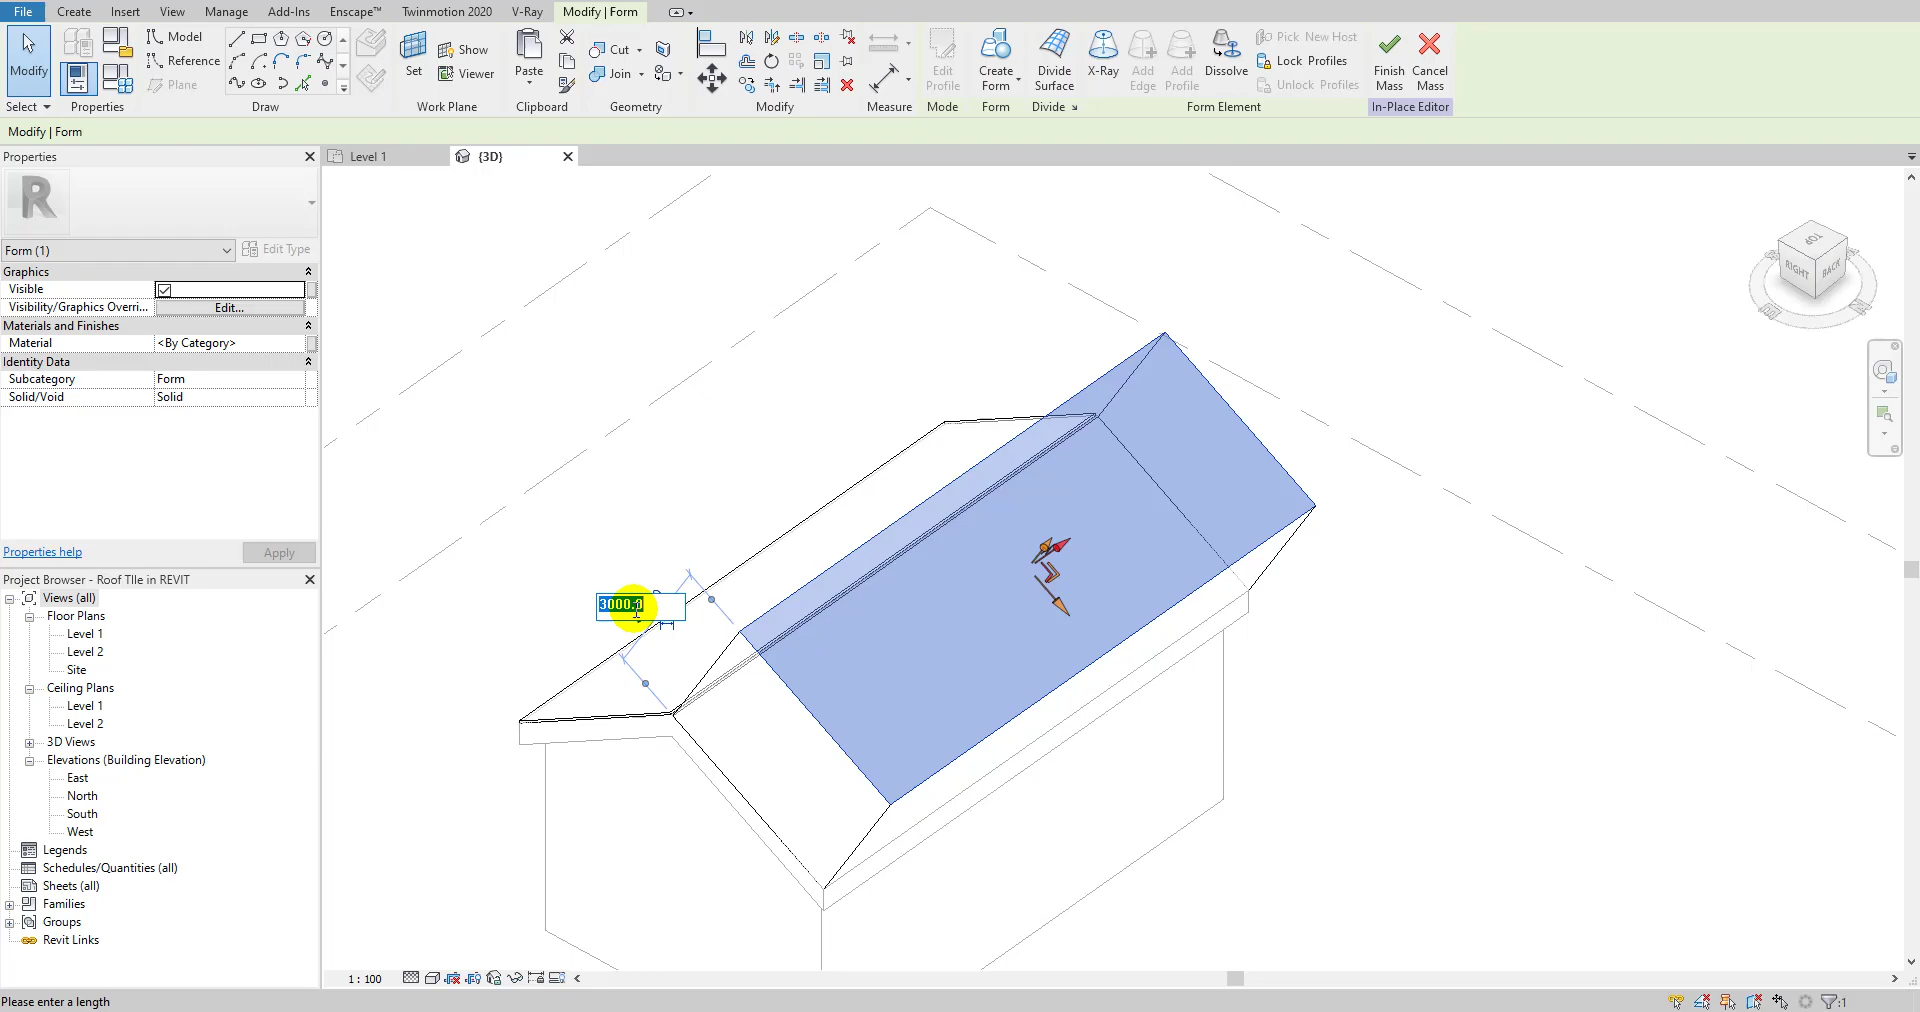 File Create Insert View Manage Add-Ins Enscape™ Twinmotion 2020 V-Ray Modify | Form
Modify
Select
Properties
Model
Reference
Plane
Draw
Set
Show
Viewer
Work Plane
Paste
Clipboard
Cut
Join
Geometry
Modify
Measure
Edit
Profile
Mode
Create
Form
Form
Divide
Surface
Divide
X-Ray
Add
Edge
Add
Profile
Dissolve
Pick New Host
Lock Profiles
Unlock Profiles
Form Element
Finish
Mass
Cancel
Mass
In-Place Editor
Modify | Form
Properties
Level 1
{3D}
R
Form (1)
Edit Type
Graphics
Visible
Visibility/Graphics Overri... Edit...
Materials and Finishes
Material <By Category>
Identity Data
Subcategory Form
Solid/Void Solid
Properties help
Apply
Project Browser - Roof TIle in REVIT
Views (all)
Floor Plans
Level 1
Level 2
Site
Ceiling Plans
Level 1
Level 2
3D Views
Elevations (Building Elevation)
East
North
South
West
Legends
Schedules/Quantities (all)
Sheets (all)
Families
Groups
Revit Links
3000.0
TOP
RIGHT
BACK
1 : 100
Please enter a length
:1